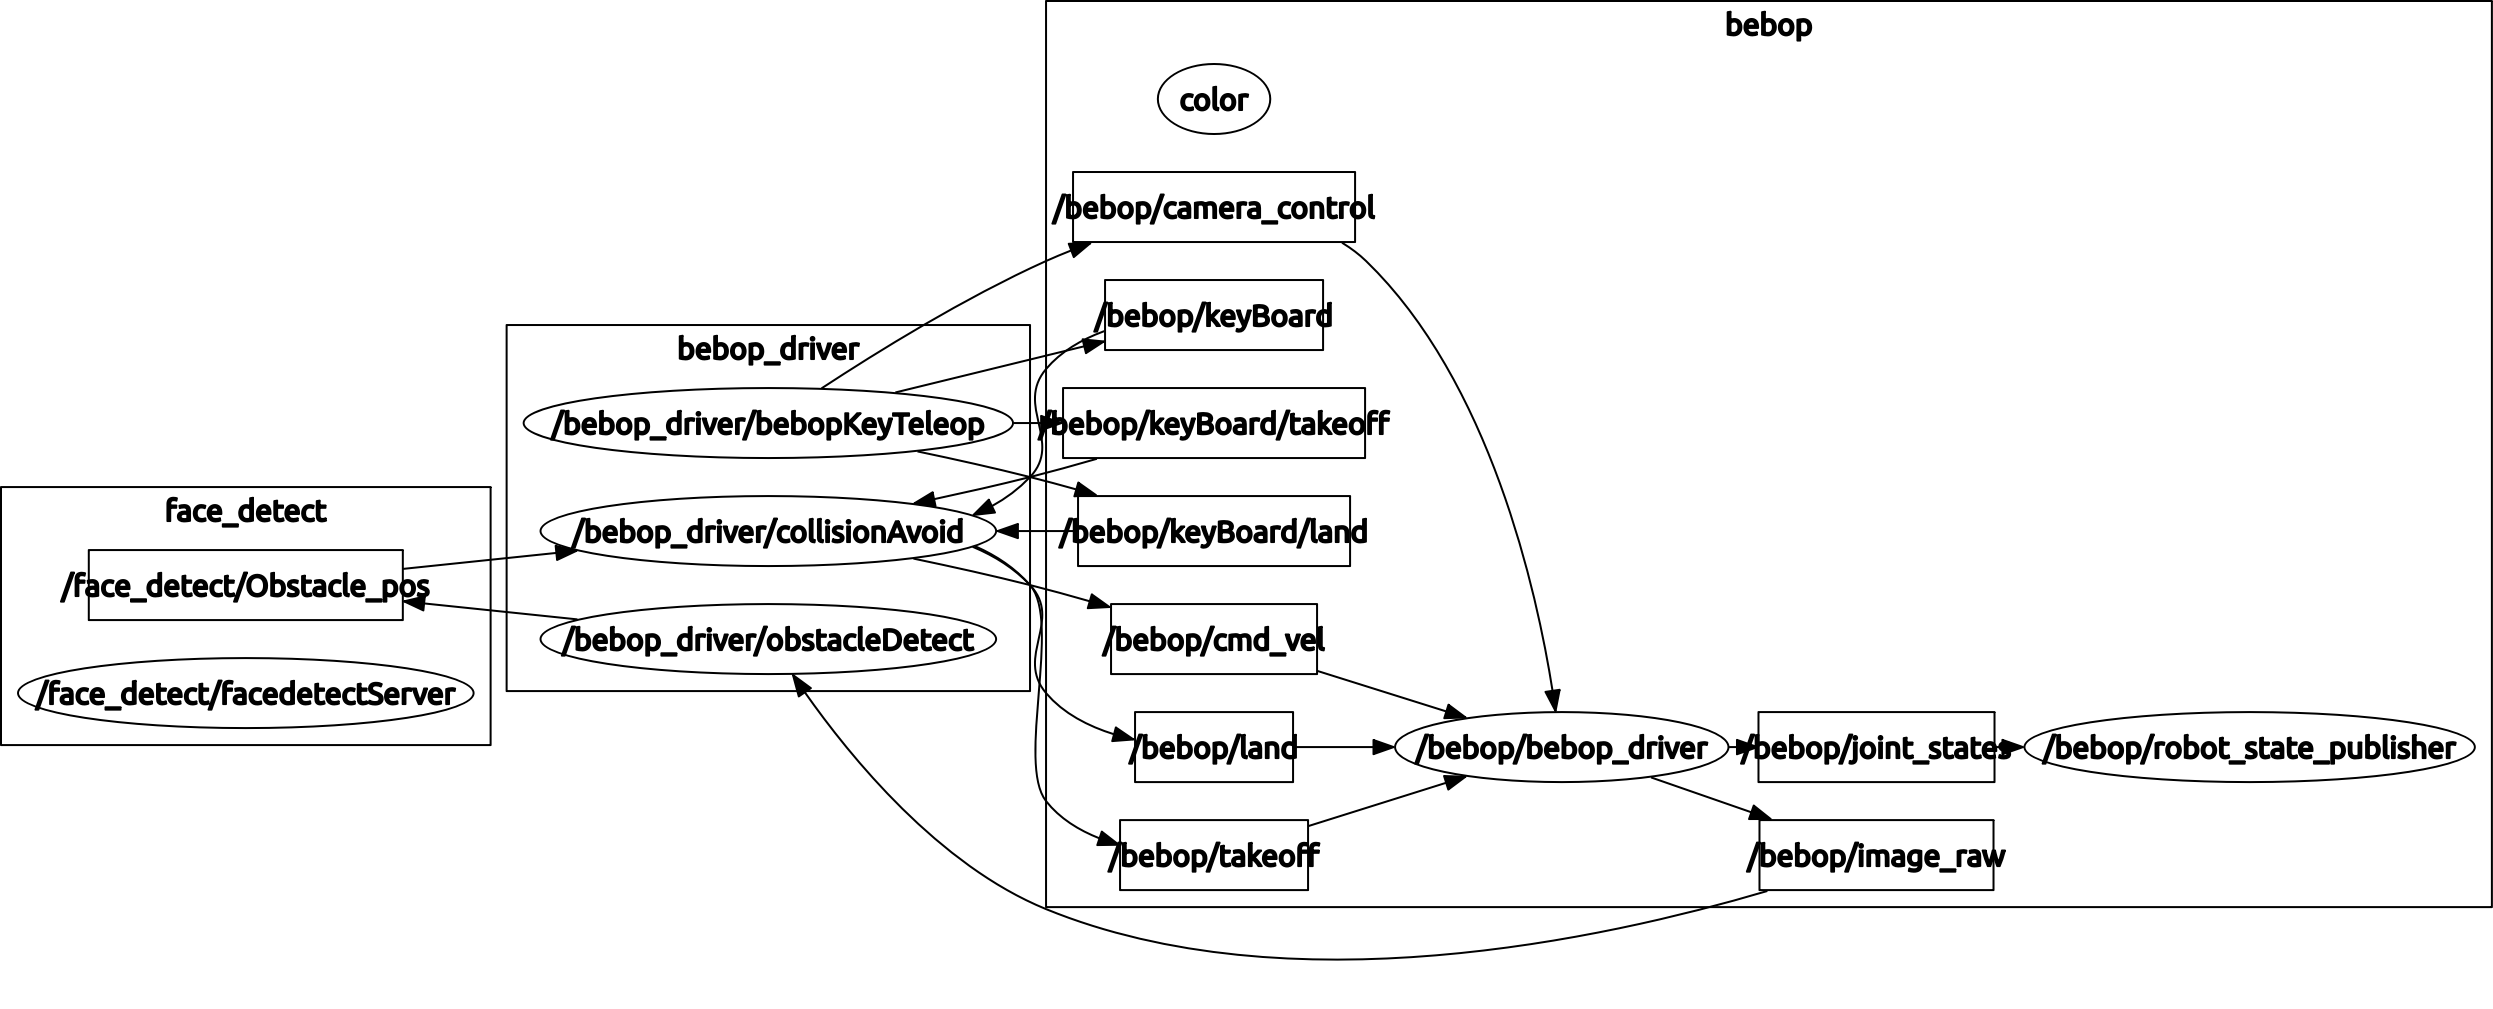 bebop
color
/bebop/camera_control
/bebop/keyBoard
bebop_driver
/bebop_driver/bebopKeyTeleop
/bebop/keyBoard/takeoff
face_detect
/bebop_driver/collisionAvoid
/bebop/keyBoard/land
/face_detect/Obstacle_pos
/bebop_driver/obstacleDetect
/bebop/cmd_vel
/face_detect/facedetectServer
/bebop/land
/bebop/bebop_driver
/bebop/joint_states
/bebop/robot_state_publisher
/bebop/takeoff
/bebop/image_raw